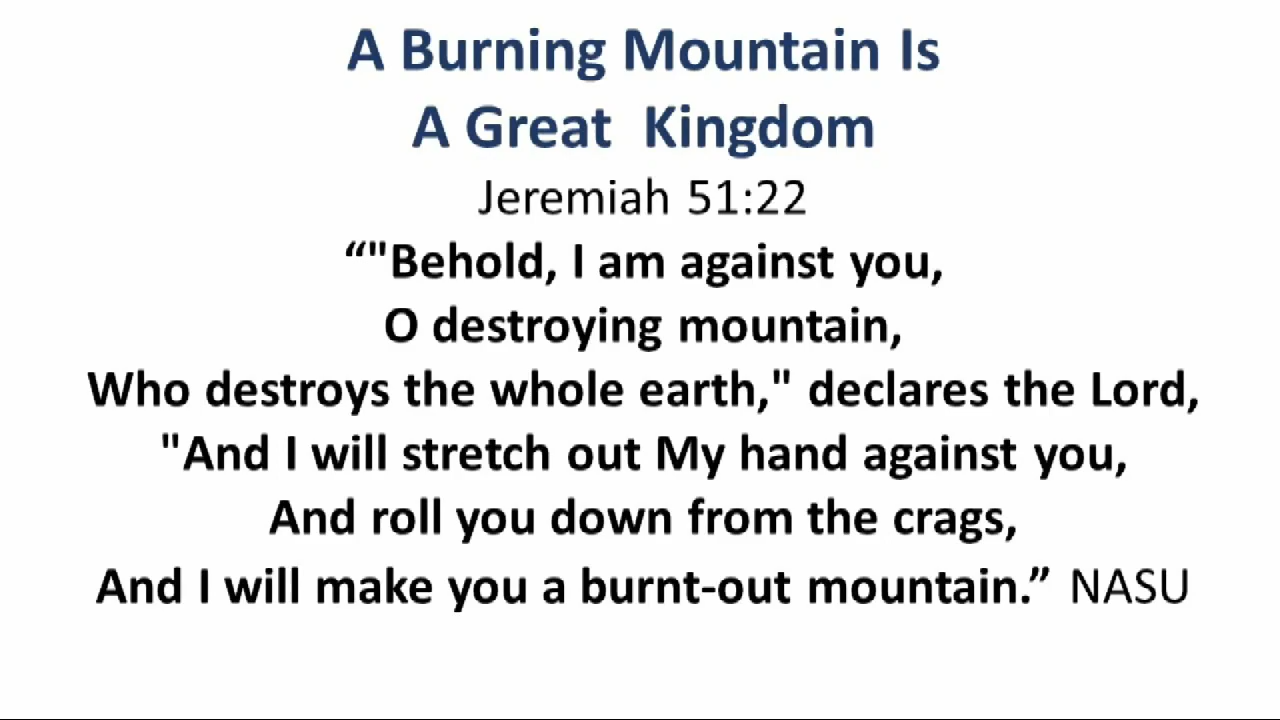 A Burning Mountain Is
A Great  Kingdom
Jeremiah 51:22
“"Behold, I am against you,
O destroying mountain,
Who destroys the whole earth," declares the Lord,
"And I will stretch out My hand against you,
And roll you down from the crags,
And I will make you a burnt-out mountain.” NASU